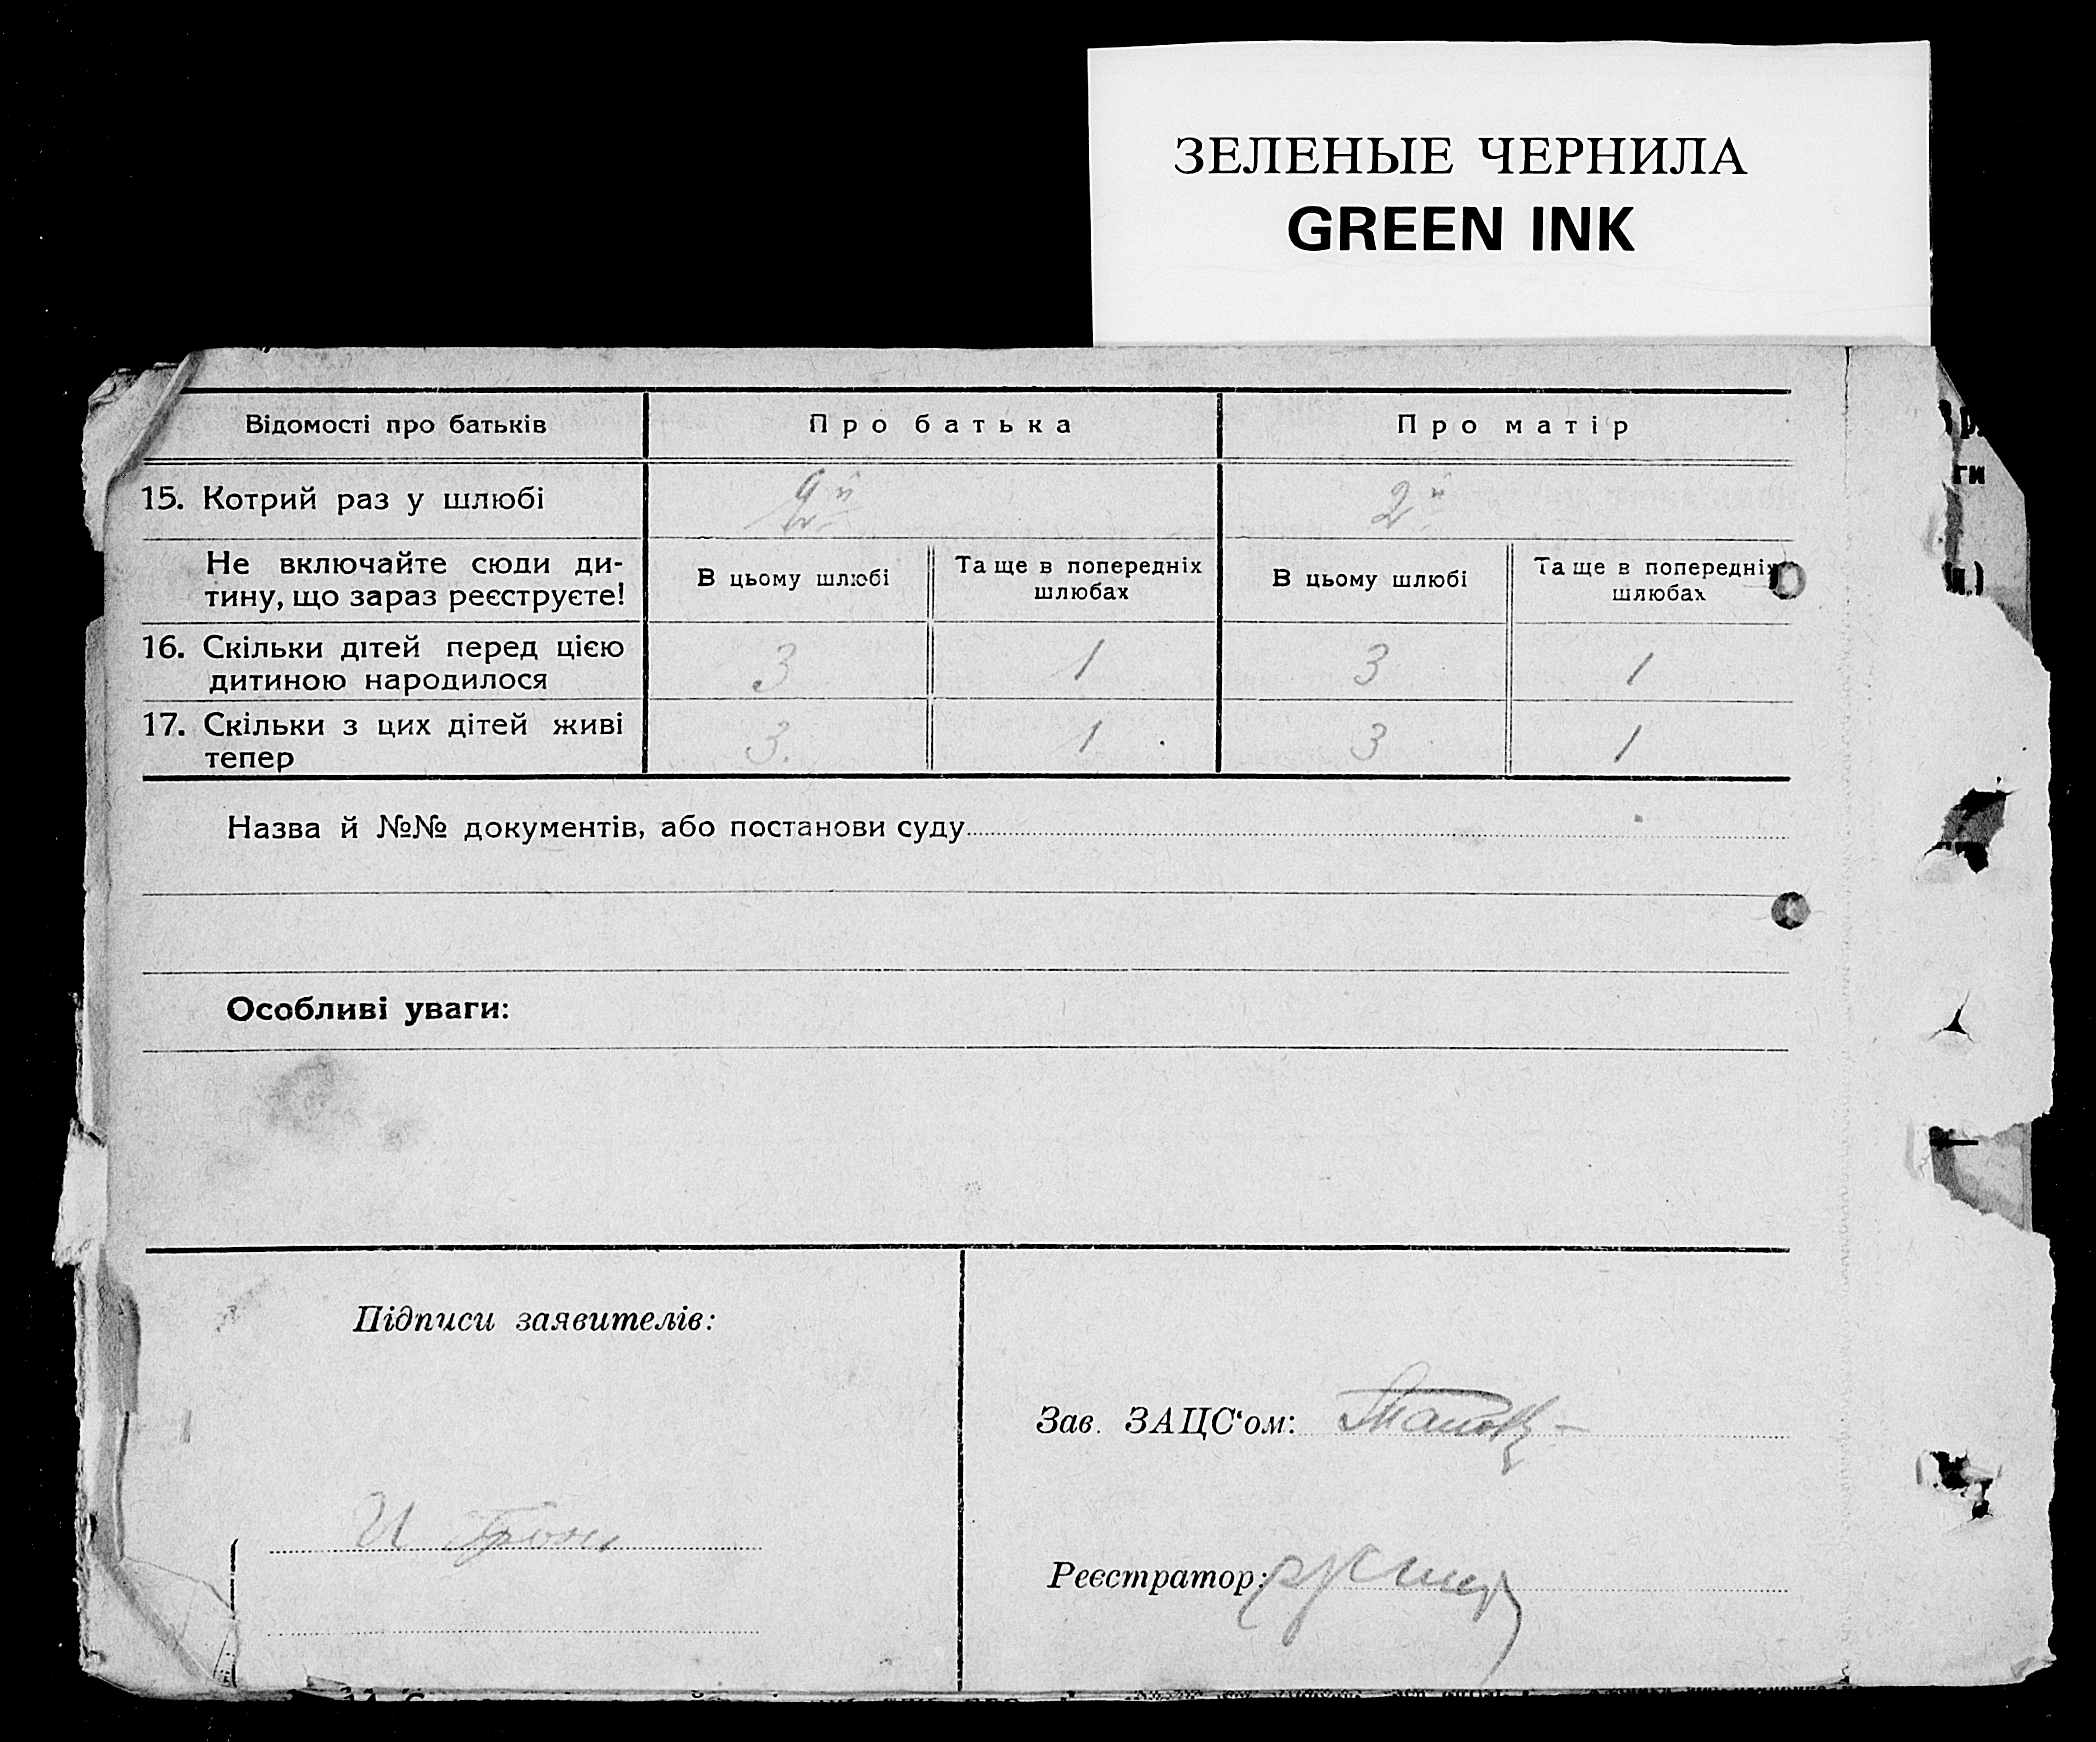 ЗЕЛЕНЫЕ ЧЕРНИЛА
GREEN INK
Відомості про батьків
Про батька
Про матір
15. Котрий раз у шлюбі
2й
Не включайте сюди ди-
тину, що зараз реєструєте!
В цьому шлюбі
Та ще в попередніх
шлюбах
В цьому шлюбі
Та ще в попередніх
шлюбах
16. Скільки дітей перед цією
дитиною народилося
3
1
3
1
17. Скільки з цих дітей живі
тепер
3.
1
3
1
Назва й №№ документів, або постанови суду
Особливі уваги:
Підписи заявителів:
Зав. ЗАЦС‘ом:
Реєстратор: